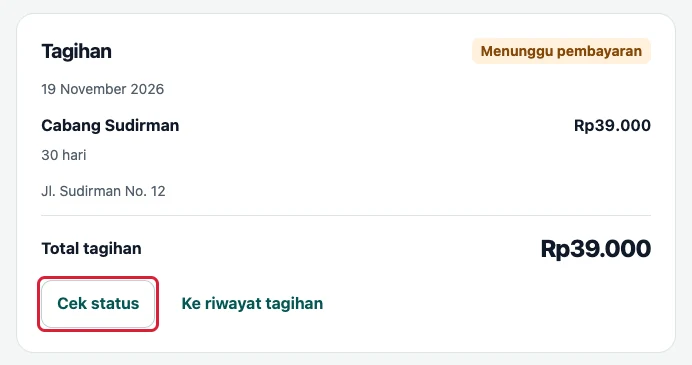 Tagihan
Menunggu pembayaran
19 November 2026
Cabang Sudirman
Rp39.000
30 hari
Jl. Sudirman No. 12
Total tagihan
Rp39.000
Cek status
Ke riwayat tagihan